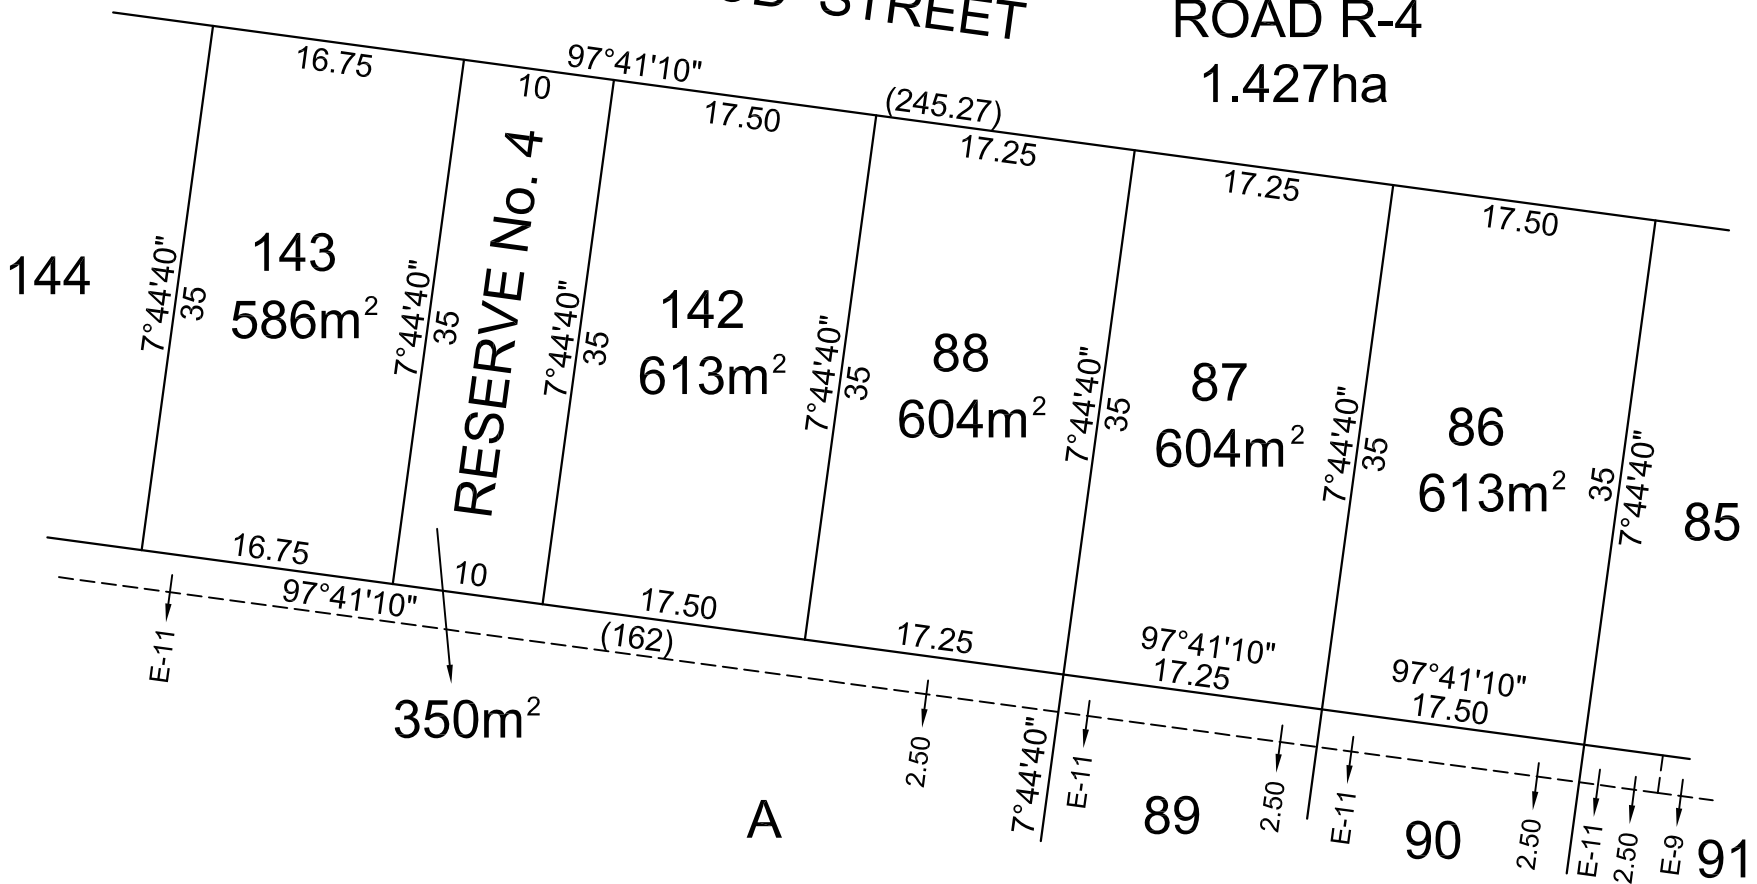 STREET
ROAD R-4
1.427ha
16.75
97°41'10"
10
17.50
(245.27)
17.25
17.25
17.50
144
7°44'40"
35
143
586m²
7°44'40"
35
RESERVE No. 4
7°44'40"
35
142
613m²
7°44'40"
35
88
604m²
7°44'40"
35
87
604m²
7°44'40"
35
86
613m²
35
7°44'40"
85
16.75
97°41'10"
10
17.50
(162)
17.25
97°41'10"
17.25
97°41'10"
17.50
E-11
350m²
2.50
7°44'40"
E-11
2.50
E-11
2.50
E-11
2.50
E-9
A
89
90
91